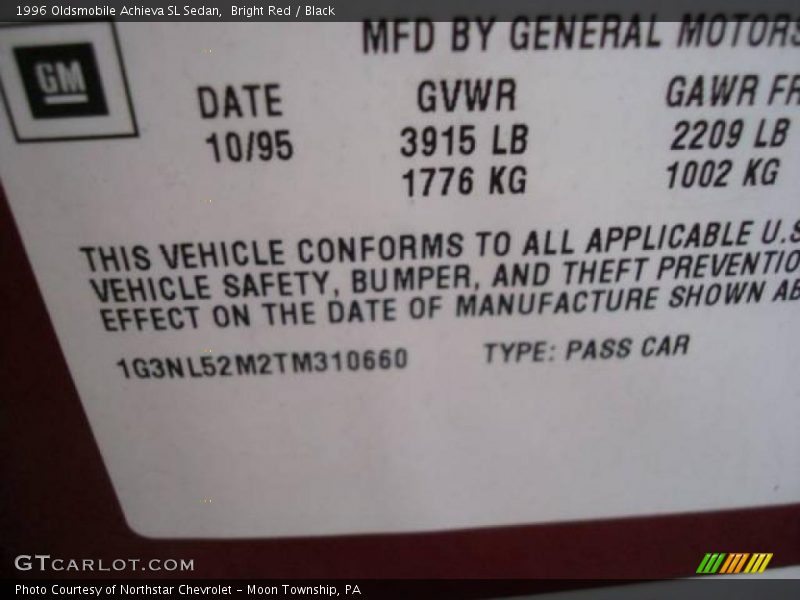 1996 Oldsmobile Achieva SL Sedan,  Bright Red / Black
MFD BY GENERAL MOTORS
GM
DATE GVWR GAWR FR
10/95 3915 LB 2209 LB
1776 KG 1002 KG
THIS VEHICLE CONFORMS TO ALL APPLICABLE U.S
VEHICLE SAFETY, BUMPER, AND THEFT PREVENTIO
EFFECT ON THE DATE OF MANUFACTURE SHOWN AB
1G3NL52M2TM310660 TYPE: PASS CAR
GTCARLOT.COM
Photo Courtesy of Northstar Chevrolet - Moon Township, PA